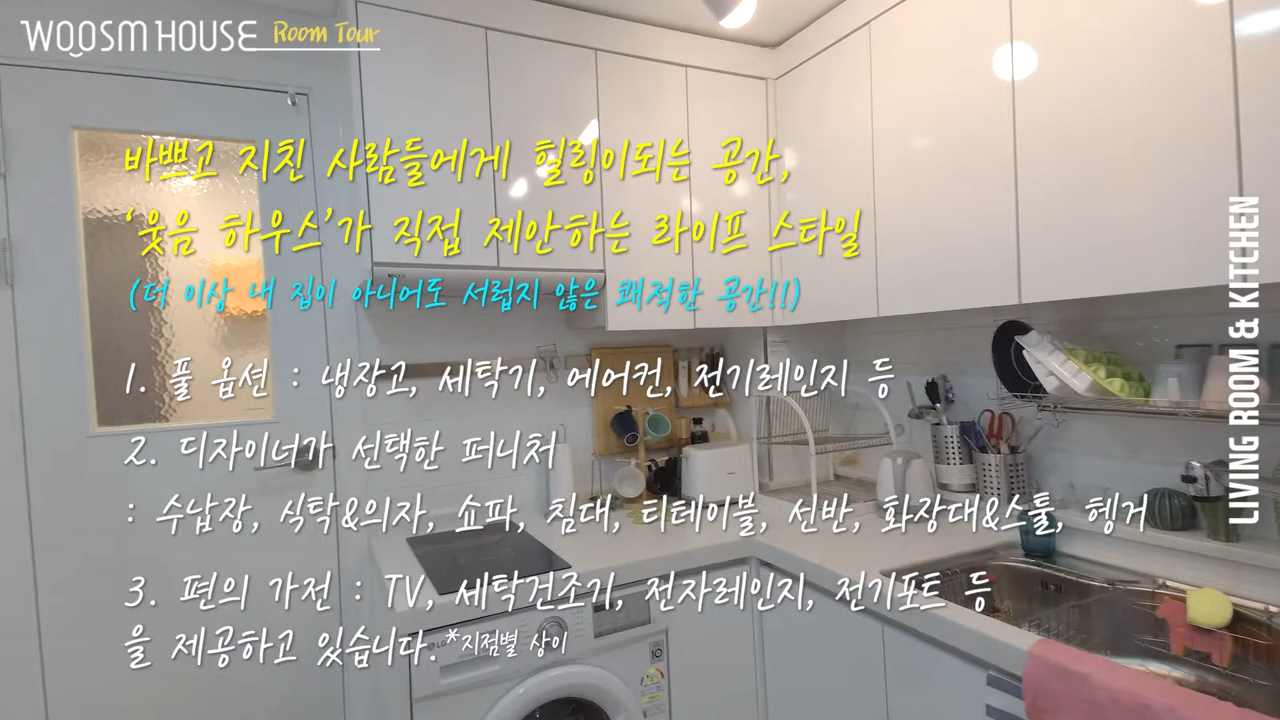 WOOSM HOUSE Room Tour
바쁘고 지친 사람들에게 힐링이되는 공간,
‘웃음 하우스’가 직접 제안하는 라이프 스타일
(더 이상 내 집이 아니어도 서럽지 않은 쾌적한 공간!!)
1. 풀 옵션 : 냉장고, 세탁기, 에어컨, 전기레인지 등
2. 디자이너가 선택한 퍼니처
: 수납장, 식탁&의자, 쇼파, 침대, 티테이블, 선반, 화장대&스툴, 헹거
3. 편의 가전 : TV, 세탁건조기, 전자레인지, 전기포트 등
을 제공하고 있습니다. *지점별 상이
LIVING ROOM & KITCHEN
LG
10